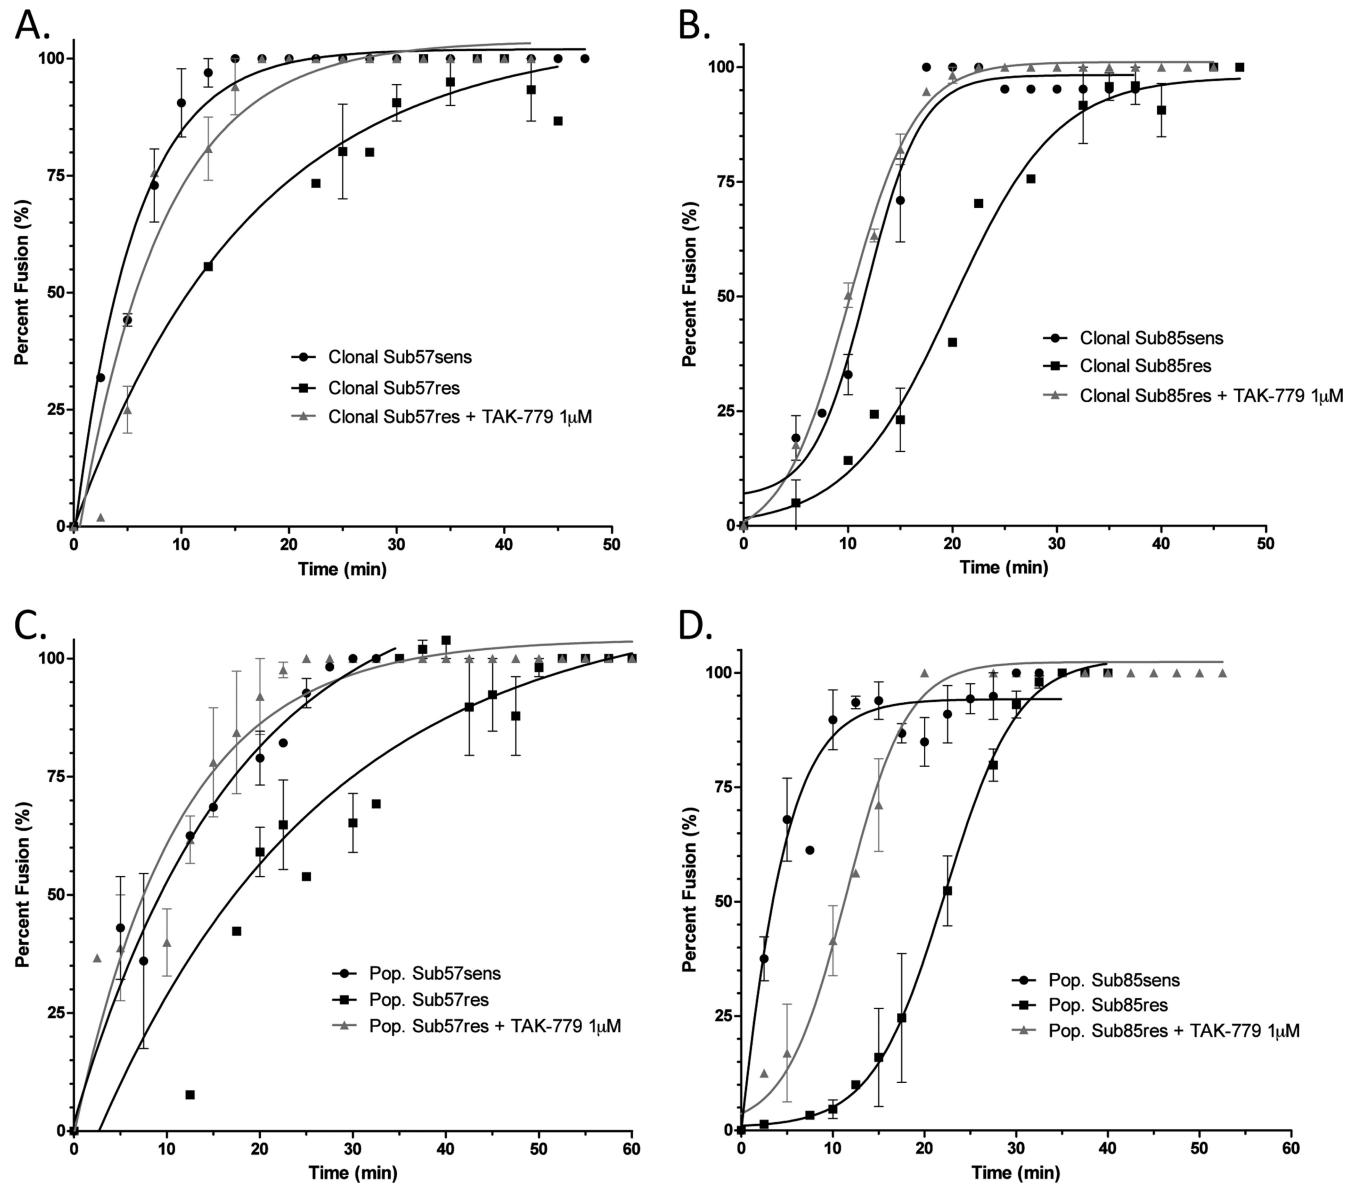 A.
Percent Fusion (%)
100
75
50
25
0
Clonal Sub57sens
Clonal Sub57res
Clonal Sub57res + TAK-779 1µM
0 10 20 30 40 50
Time (min)
B.
Percent Fusion (%)
100
75
50
25
0
Clonal Sub85sens
Clonal Sub85res
Clonal Sub85res + TAK-779 1µM
0 10 20 30 40 50
Time (min)
C.
Percent Fusion (%)
100
75
50
25
0
Pop. Sub57sens
Pop. Sub57res
Pop. Sub57res + TAK-779 1µM
0 10 20 30 40 50 60
Time (min)
D.
Percent Fusion (%)
100
75
50
25
0
Pop. Sub85sens
Pop. Sub85res
Pop. Sub85res + TAK-779 1µM
0 10 20 30 40 50 60
Time (min)